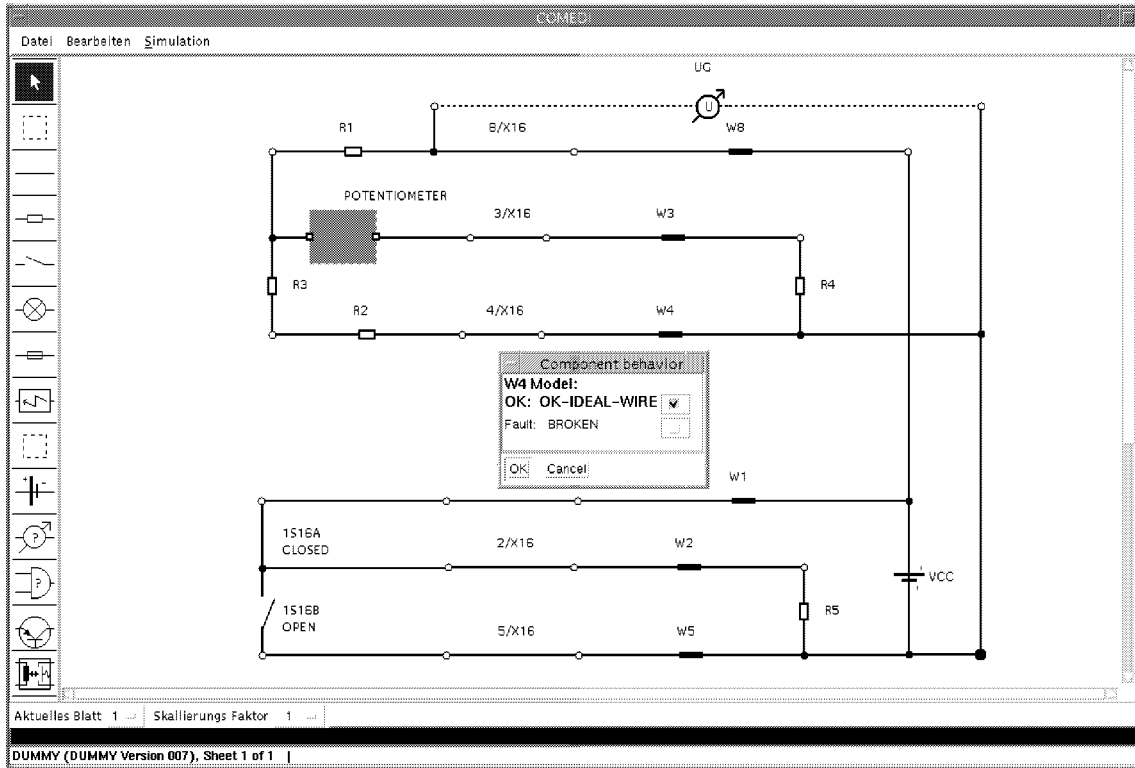 COMEDI
Datei Bearbeiten Simulation
UG
U
R1 8/X16 W8
POTENTIOMETER
3/X16 W3
R3 R4
R2 4/X16 W4
Component behavior
W4 Model:
OK: OK-IDEAL-WIRE
Fault: BROKEN
OK Cancel
W1
1S16A
CLOSED
2/X16 W2
VCC
1S16B
OPEN
R5
5/X16 W5
?
?
Aktuelles Blatt 1 Skallierungs Faktor 1
DUMMY (DUMMY Version 007), Sheet 1 of 1